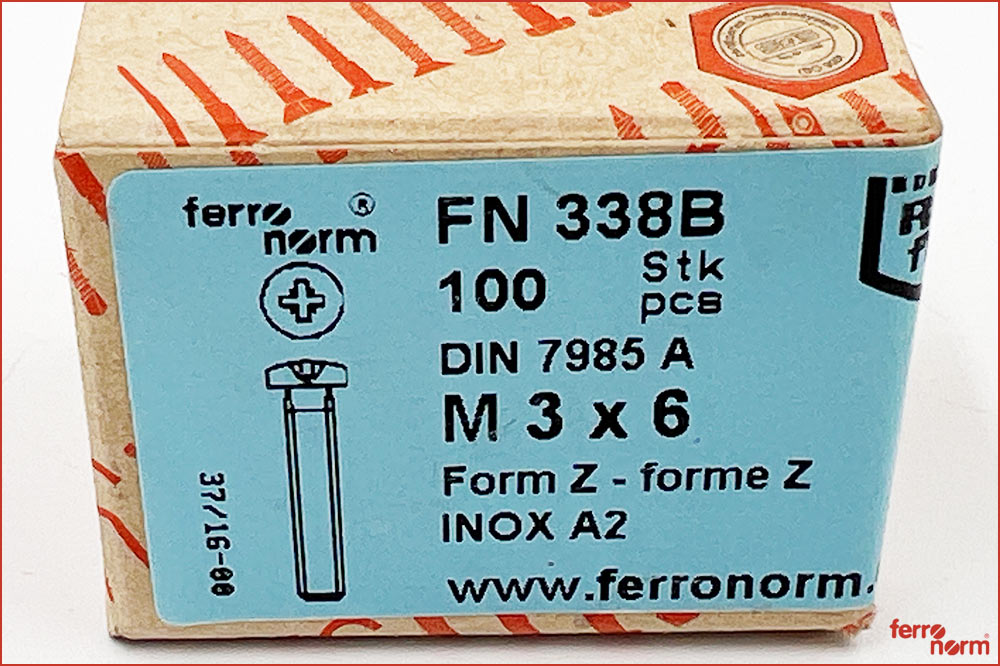 ferro ®
norm
FN 338B
100 Stk
pcs
DIN 7985 A
M 3 x 6
Form Z - forme Z
INOX A2
www.ferronorm.
37/16-00
ferro
norm®